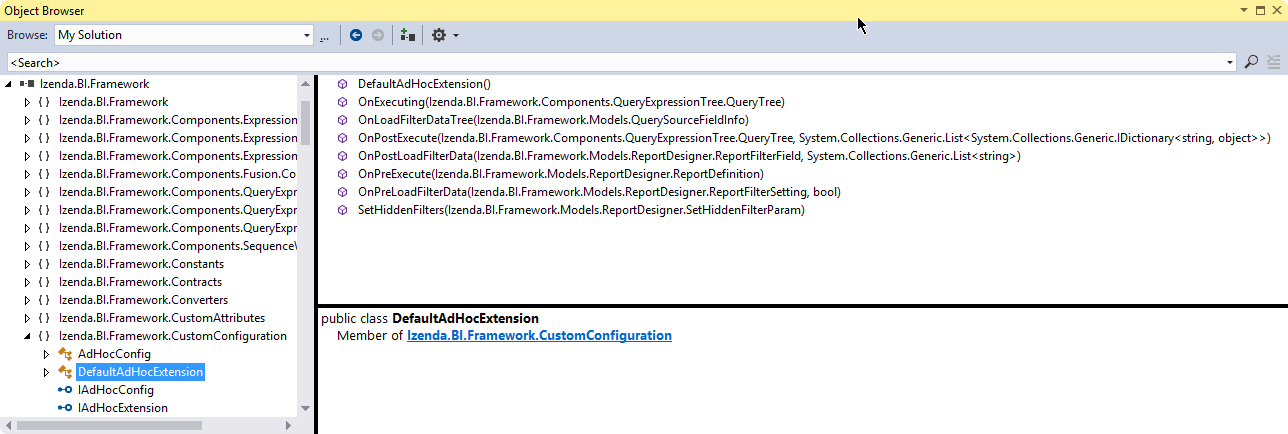 Object Browser
Browse: My Solution ...
<Search>
Izenda.BI.Framework
{ } Izenda.BI.Framework
{ } Izenda.BI.Framework.Components.Expression
{ } Izenda.BI.Framework.Components.Expression
{ } Izenda.BI.Framework.Components.Expression
{ } Izenda.BI.Framework.Components.Fusion.Co
{ } Izenda.BI.Framework.Components.QueryExpr
{ } Izenda.BI.Framework.Components.QueryExpr
{ } Izenda.BI.Framework.Components.QueryExpr
{ } Izenda.BI.Framework.Components.Sequence
{ } Izenda.BI.Framework.Constants
{ } Izenda.BI.Framework.Contracts
{ } Izenda.BI.Framework.Converters
{ } Izenda.BI.Framework.CustomAttributes
{ } Izenda.BI.Framework.CustomConfiguration
AdHocConfig
DefaultAdHocExtension
IAdHocConfig
IAdHocExtension
DefaultAdHocExtension()
OnExecuting(Izenda.BI.Framework.Components.QueryExpressionTree.QueryTree)
OnLoadFilterDataTree(Izenda.BI.Framework.Models.QuerySourceFieldInfo)
OnPostExecute(Izenda.BI.Framework.Components.QueryExpressionTree.QueryTree, System.Collections.Generic.List<System.Collections.Generic.IDictionary<string, object>>)
OnPostLoadFilterData(Izenda.BI.Framework.Models.ReportDesigner.ReportFilterField, System.Collections.Generic.List<string>)
OnPreExecute(Izenda.BI.Framework.Models.ReportDesigner.ReportDefinition)
OnPreLoadFilterData(Izenda.BI.Framework.Models.ReportDesigner.ReportFilterSetting, bool)
SetHiddenFilters(Izenda.BI.Framework.Models.ReportDesigner.SetHiddenFilterParam)
public class DefaultAdHocExtension
Member of Izenda.BI.Framework.CustomConfiguration